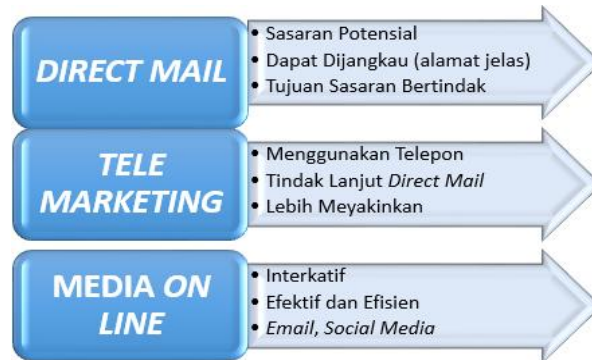 DIRECT MAIL
• Sasaran Potensial
• Dapat Dijangkau (alamat jelas)
• Tujuan Sasaran Bertindak
TELE
MARKETING
• Menggunakan Telepon
• Tindak Lanjut Direct Mail
• Lebih Meyakinkan
MEDIA ON
LINE
• Interkatif
• Efektif dan Efisien
• Email, Social Media